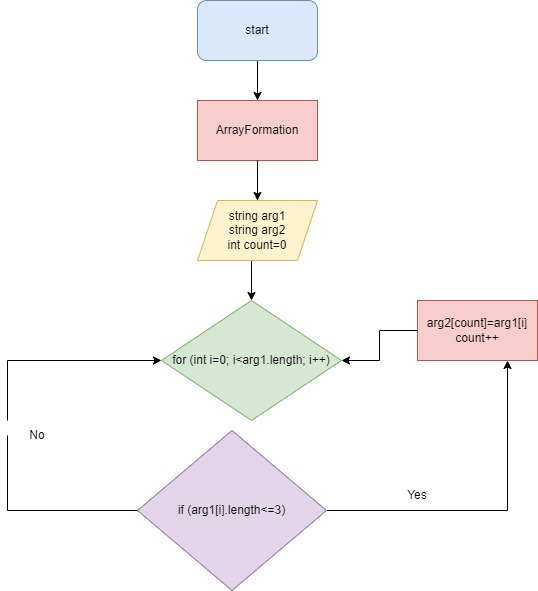 start
ArrayFormation
string arg1
string arg2
int count=0
for (int i=0; i<arg1.length; i++)
arg2[count]=arg1[i]
count++
No
if (arg1[i].length<=3)
Yes